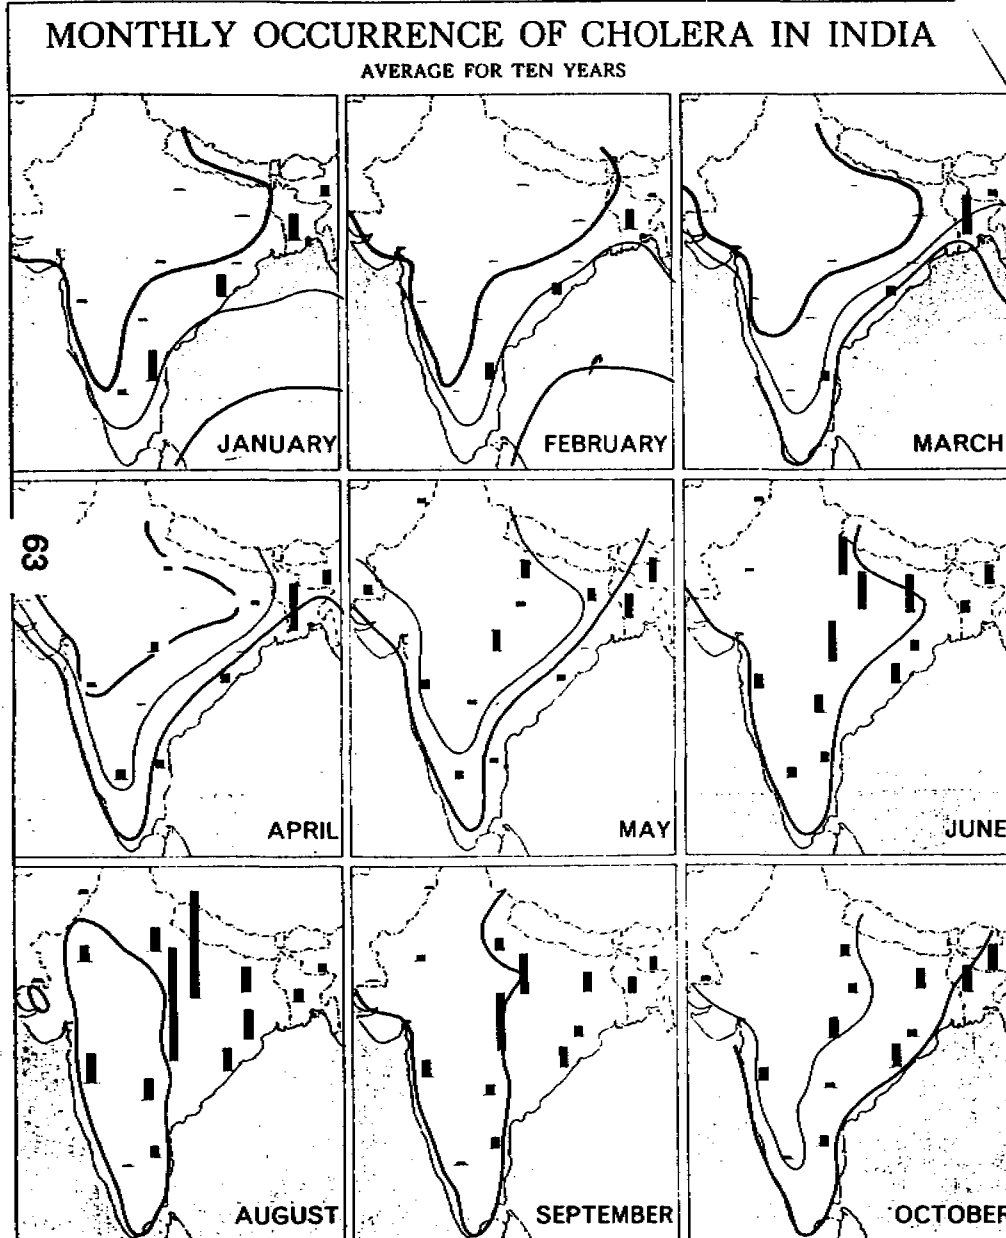 MONTHLY OCCURRENCE OF CHOLERA IN INDIA
AVERAGE FOR TEN YEARS
JANUARY
FEBRUARY
MARCH
63
APRIL
MAY
JUNE
AUGUST
SEPTEMBER
OCTOBER